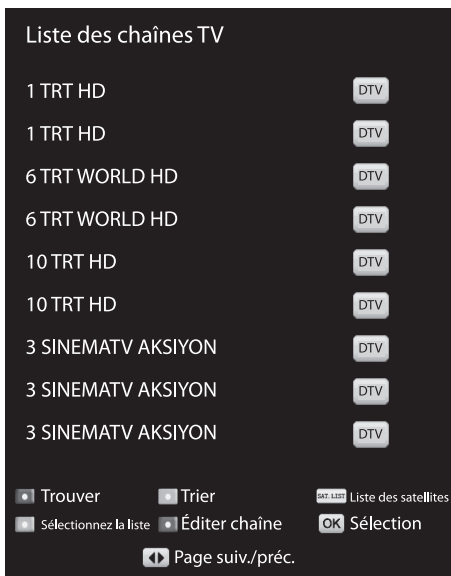 Liste des chaînes TV
1 TRT HD DTV
1 TRT HD DTV
6 TRT WORLD HD DTV
6 TRT WORLD HD DTV
10 TRT HD DTV
10 TRT HD DTV
3 SINEMATV AKSIYON DTV
3 SINEMATV AKSIYON DTV
3 SINEMATV AKSIYON DTV
Trouver Trier SAT. LIST Liste des satellites
Sélectionnez la liste Éditer chaîne OK Sélection
Page suiv./préc.